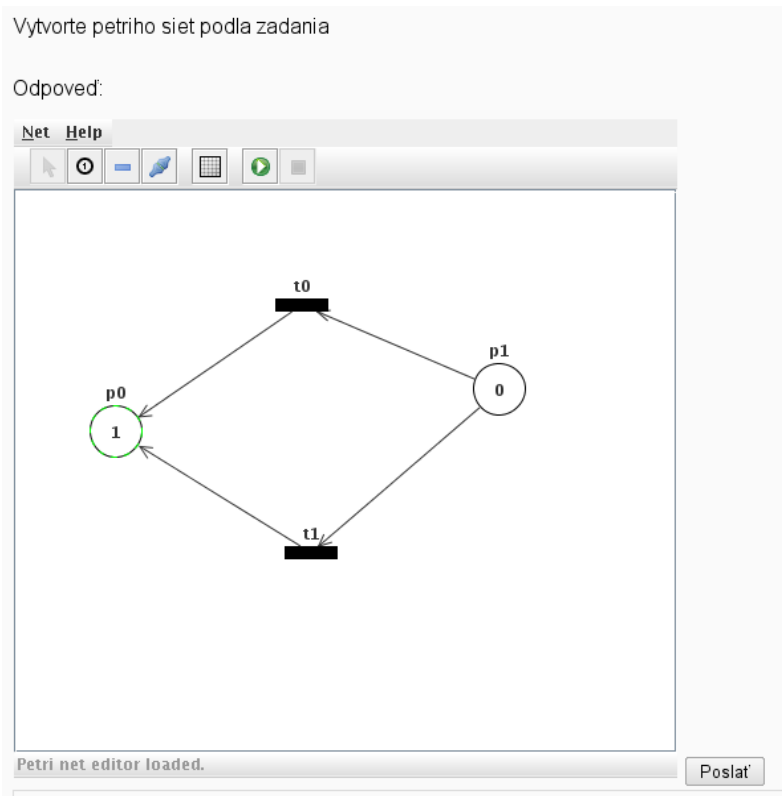 Vytvorte petriho siet podla zadania
Odpoveď:
Net Help
1
t0
p1
0
p0
1
t1
Petri net editor loaded.
Poslať